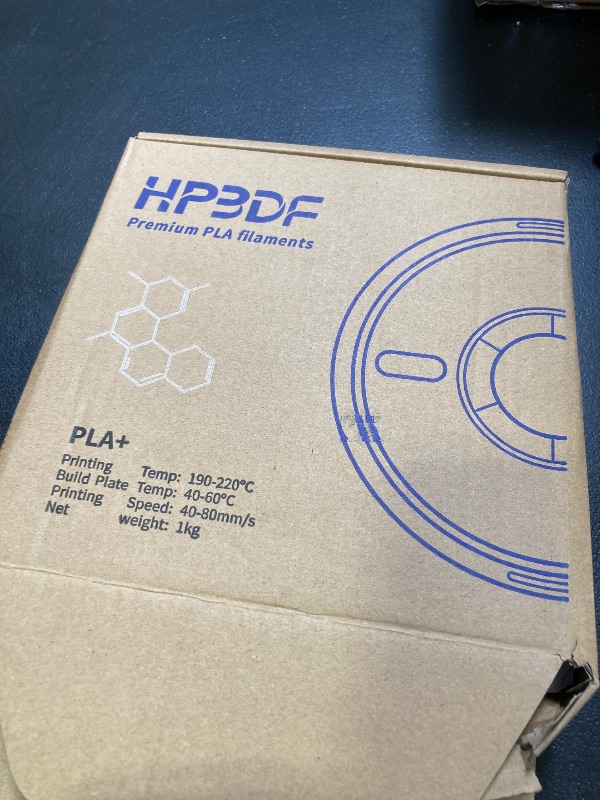 HP3DF
Premium PLA filaments
PLA+
Printing Temp: 190-220℃
Build Plate Temp: 40-60℃
Printing Speed: 40-80mm/s
Net weight: 1kg